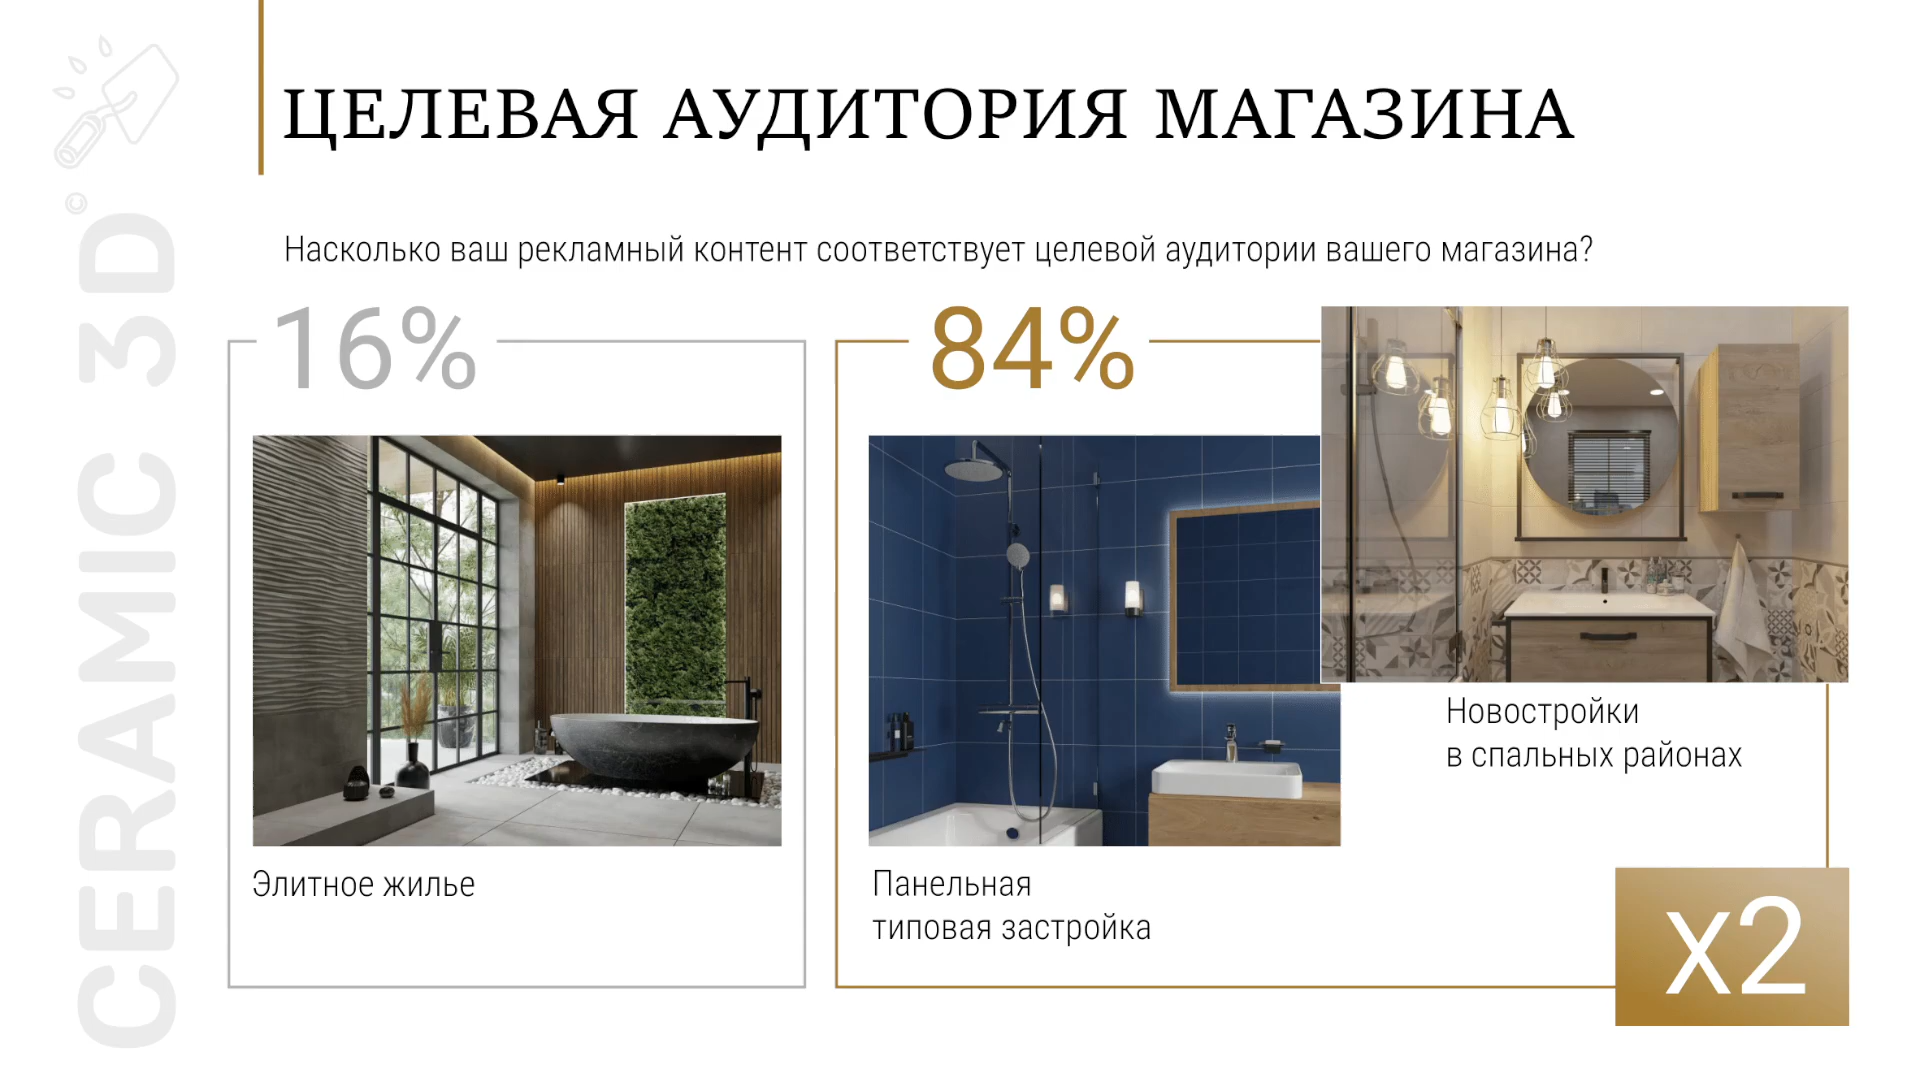 ЦЕЛЕВАЯ АУДИТОРИЯ МАГАЗИНА
Насколько ваш рекламный контент соответствует целевой аудитории вашего магазина?
16%
84%
Элитное жилье
Панельная
типовая застройка
Новостройки
в спальных районах
x2
CERAMIC 3D©